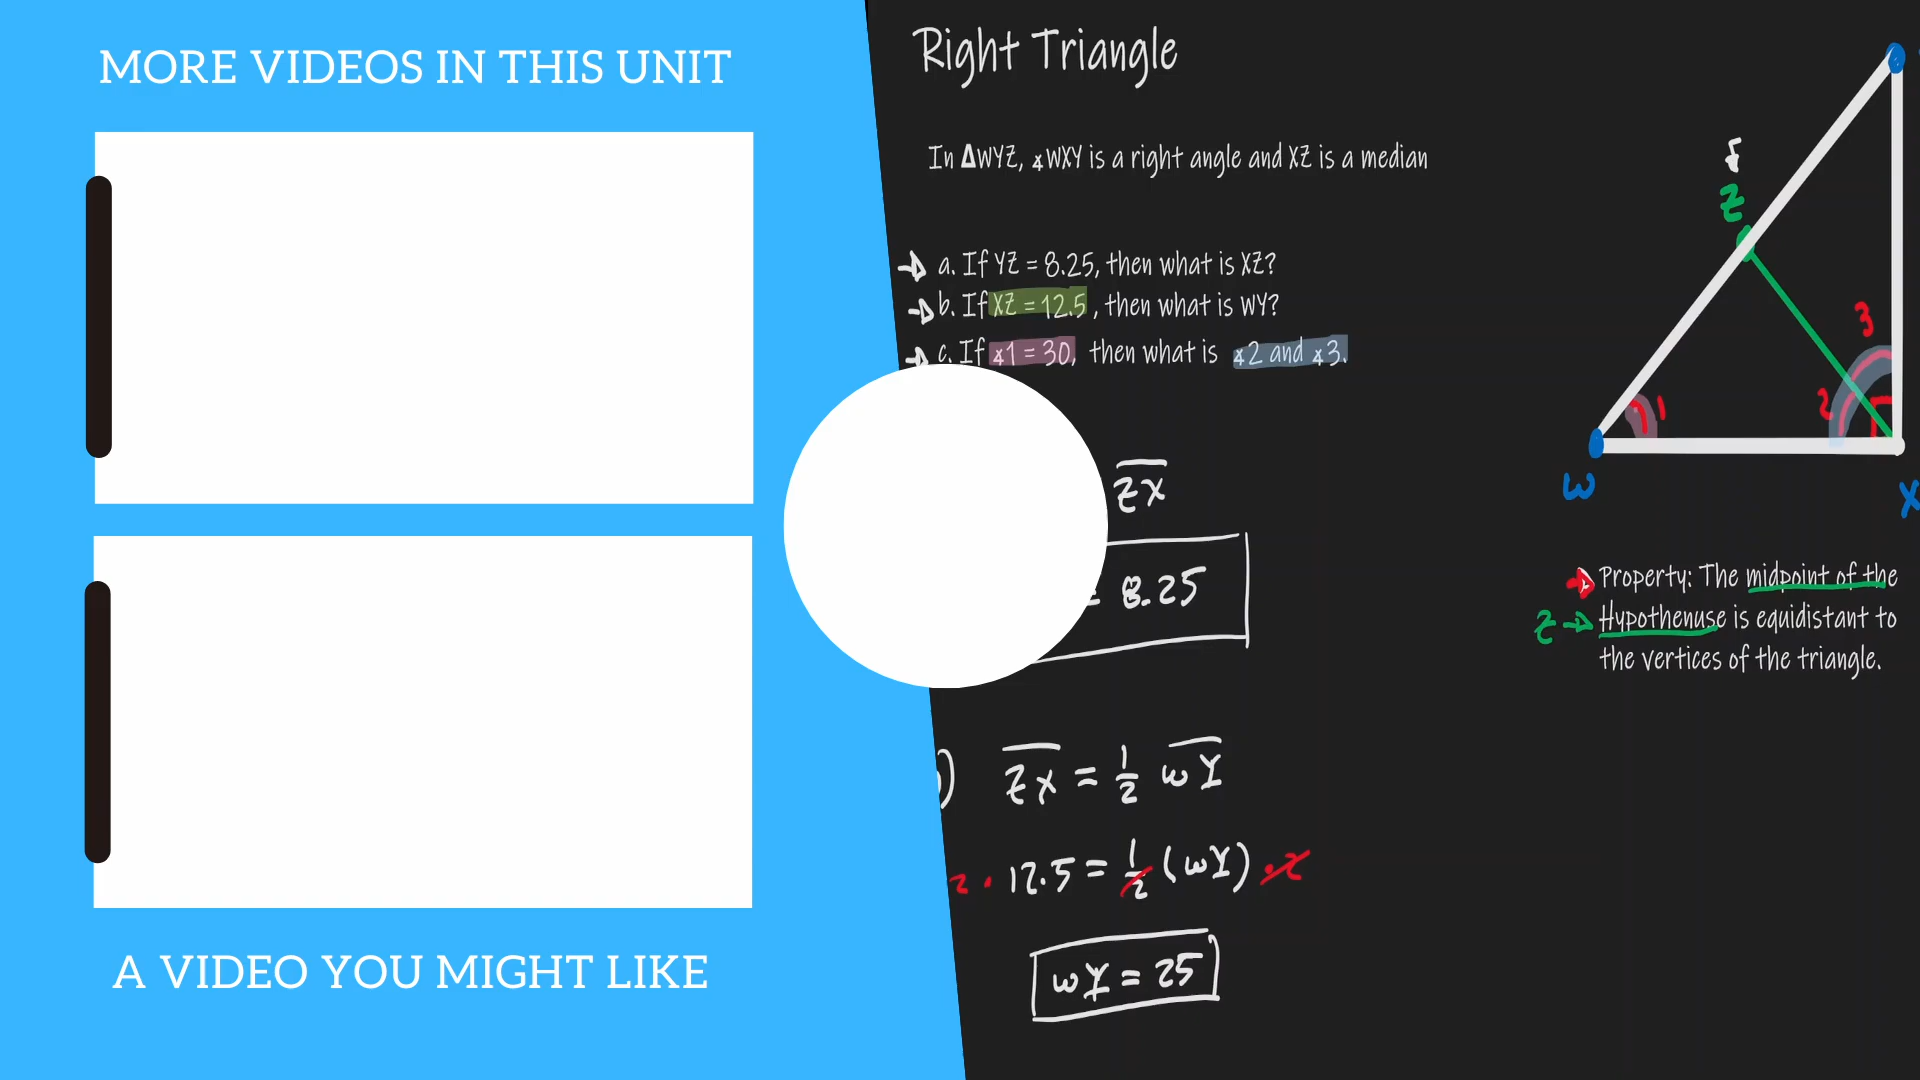 MORE VIDEOS IN THIS UNIT
A VIDEO YOU MIGHT LIKE
Right Triangle
In ΔWYZ, ∡WXY is a right angle and XZ is a median
a. If YZ = 8.25, then what is XZ?
b. If XZ = 12.5 , then what is WY?
c. If ∡1 = 30, then what is ∡2 and ∡3.
ZX
= 8.25
) ZX = 1/2 WY
2 · 12.5 = 1/2 (WY) · 2
WY = 25
Z
3
1
2
W
X
Property: The midpoint of the
Z → Hypothenuse is equidistant to
the vertices of the triangle.